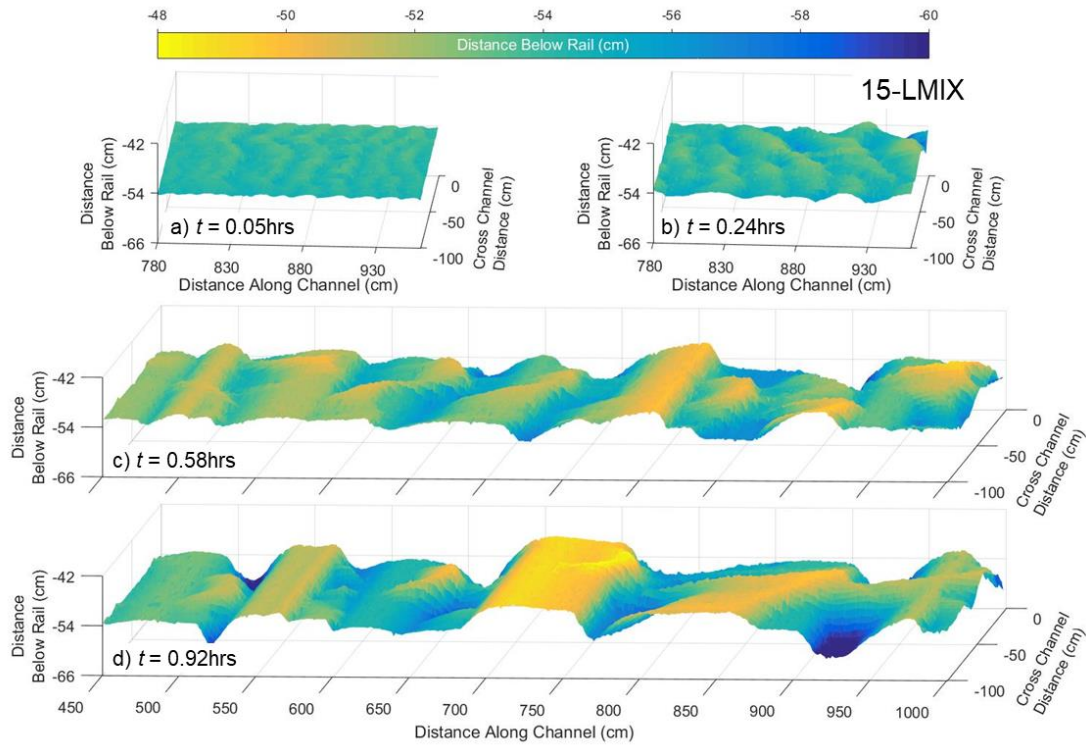 -48 -50 -52 -54 -56 -58 -60
Distance Below Rail (cm)
15-LMIX
Distance
Below Rail (cm)
-42
-54
-66
a) t = 0.05hrs
780 830 880 930
Distance Along Channel (cm)
0
-50
-100
Cross Channel
Distance (cm)
Distance
Below Rail (cm)
-42
-54
-66
b) t = 0.24hrs
780 830 880 930
Distance Along Channel (cm)
0
-50
-100
Cross Channel
Distance (cm)
Distance
Below Rail (cm)
-42
-54
-66
c) t = 0.58hrs
0
-50
-100
Cross Channel
Distance (cm)
Distance
Below Rail (cm)
-42
-54
-66
d) t = 0.92hrs
0
-50
-100
Cross Channel
Distance (cm)
450 500 550 600 650 700 750 800 850 900 950 1000
Distance Along Channel (cm)